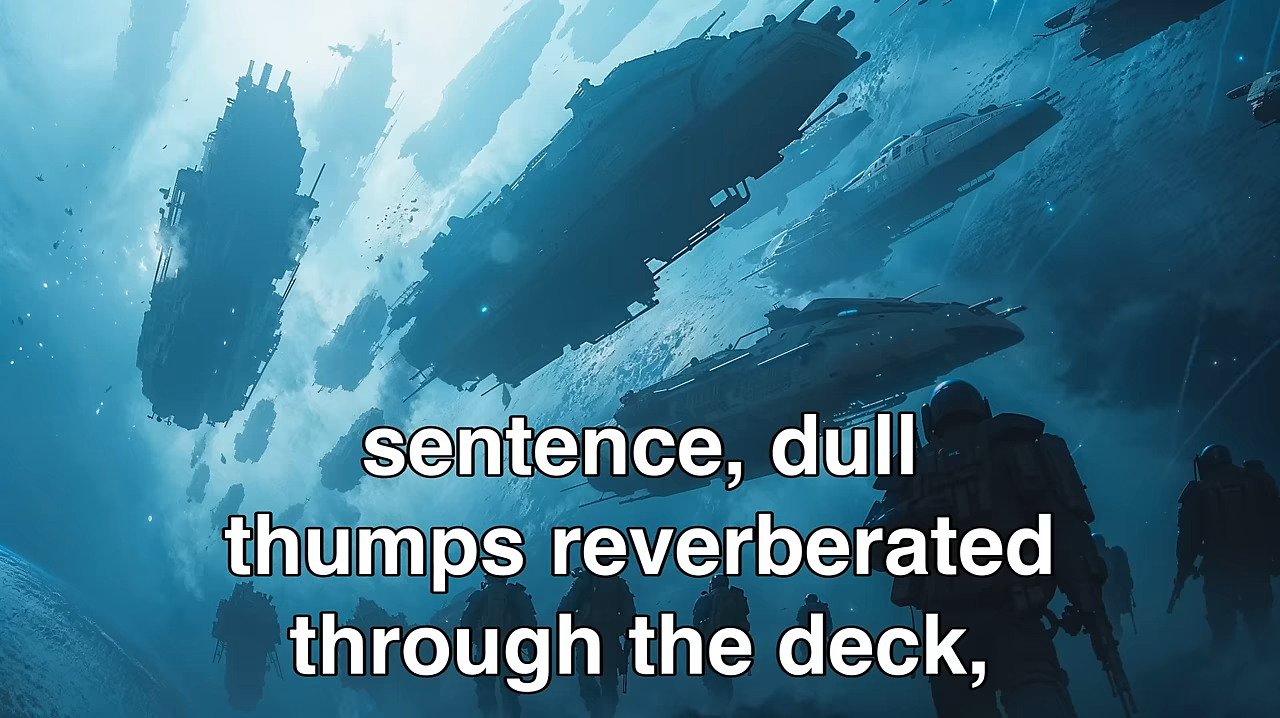 sentence, dull
thumps reverberated
through the deck,